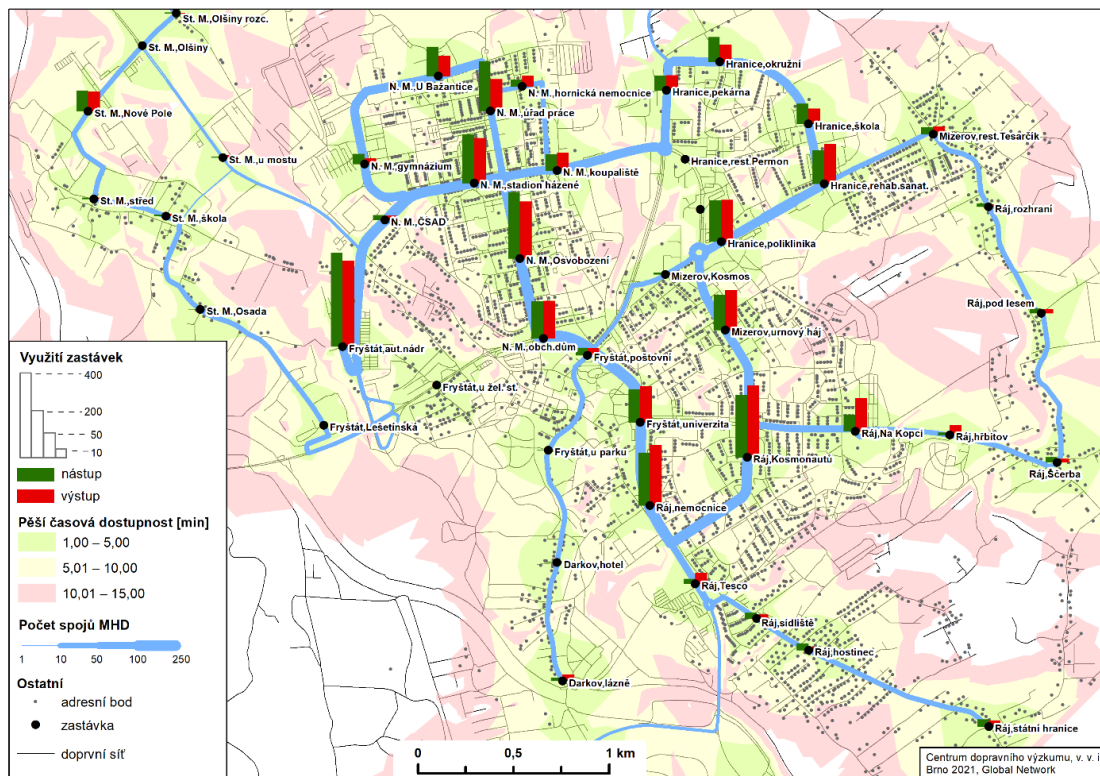 St. M.,Olšiny rozc.
St. M.,Olšiny
St. M.,Nové Pole
St. M.,u mostu
St. M.,střed
St. M.,škola
St. M.,Osada
N. M.,U Bažantice
N. M.,hornická nemocnice
N. M.,úřad práce
N. M.,gymnázium
N. M.,koupaliště
N. M.,stadion házené
N. M.,ČSAD
N. M.,Osvobození
N. M.,obch.dům
Hranice,okružní
Hranice,pekárna
Hranice,škola
Hranice,rest.Permon
Hranice,rehab.sanat.
Hranice,poliklinika
Mizerov,rest.Tesarčík
Mizerov,Kosmos
Mizerov,urnový háj
Ráj,rozhraní
Ráj,pod lesem
Fryštát,aut.nádr
Fryštát,poštovní
Fryštát,u žel. st.
Fryštát,Lešetínská
Fryštát,univerzita
Fryštát,u parku
Ráj,Na Kopci
Ráj,hřbitov
Ráj,Ščerba
Ráj,Kosmonautů
Ráj,nemocnice
Darkov,hotel
Ráj,Tesco
Ráj,sídliště
Ráj,hostinec
Darkov,lázně
Ráj,státní hranice
Využití zastávek
400
200
50
10
nástup
výstup
Pěší časová dostupnost [min]
1,00 – 5,00
5,01 – 10,00
10,01 – 15,00
Počet spojů MHD
1 10 50 100 250
Ostatní
adresní bod
zastávka
doprvní síť
0 0,5 1 km
Centrum dopravního výzkumu, v. v. i
Brno 2021, Global Network